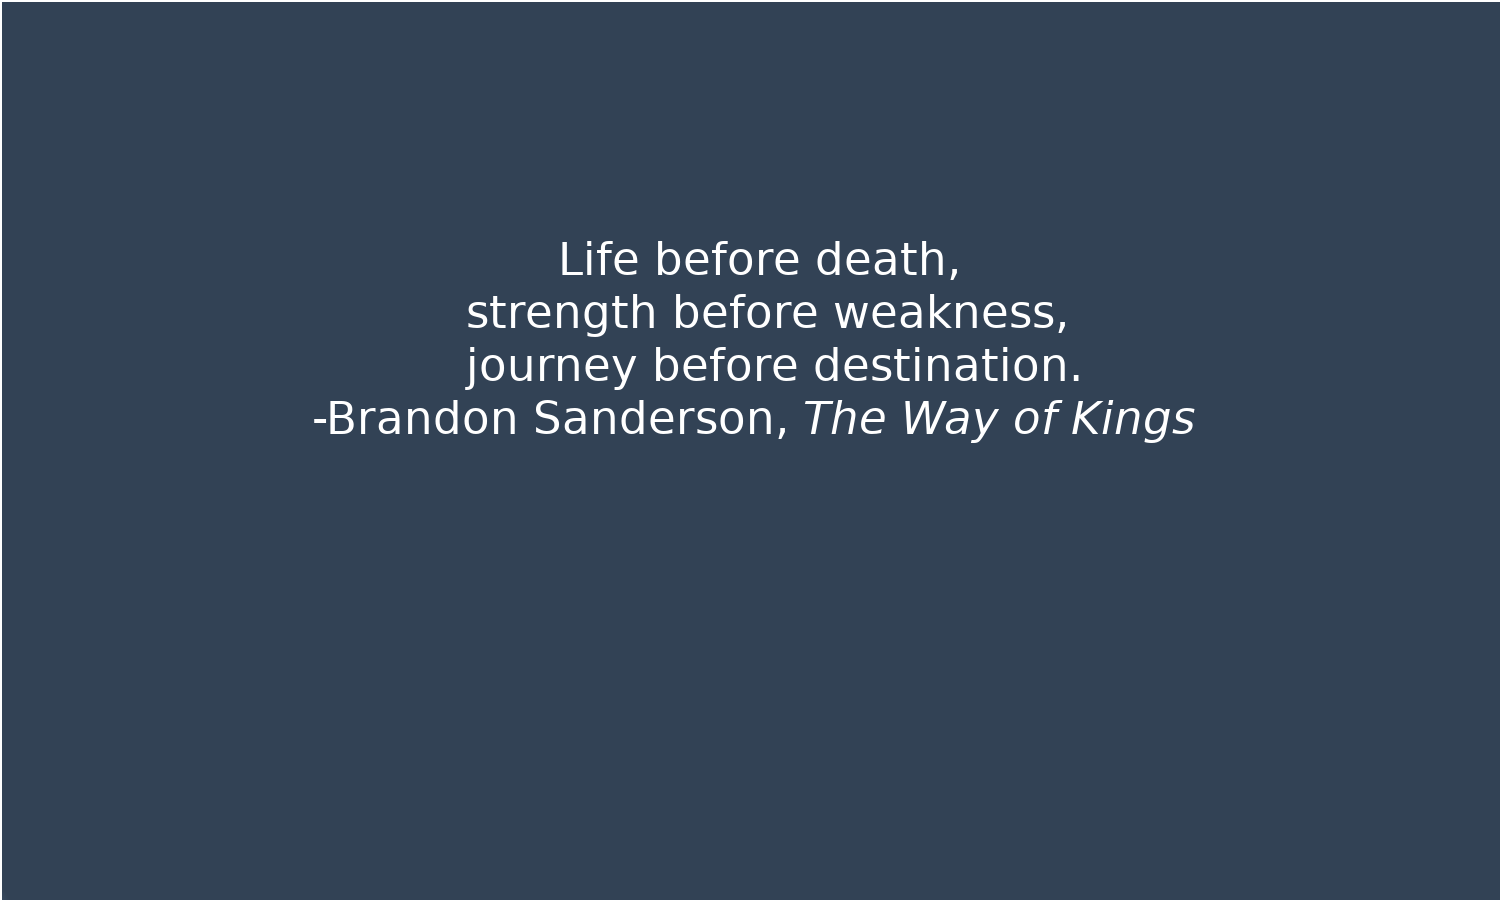 Life before death,
strength before weakness,
journey before destination.
-Brandon Sanderson, The Way of Kings